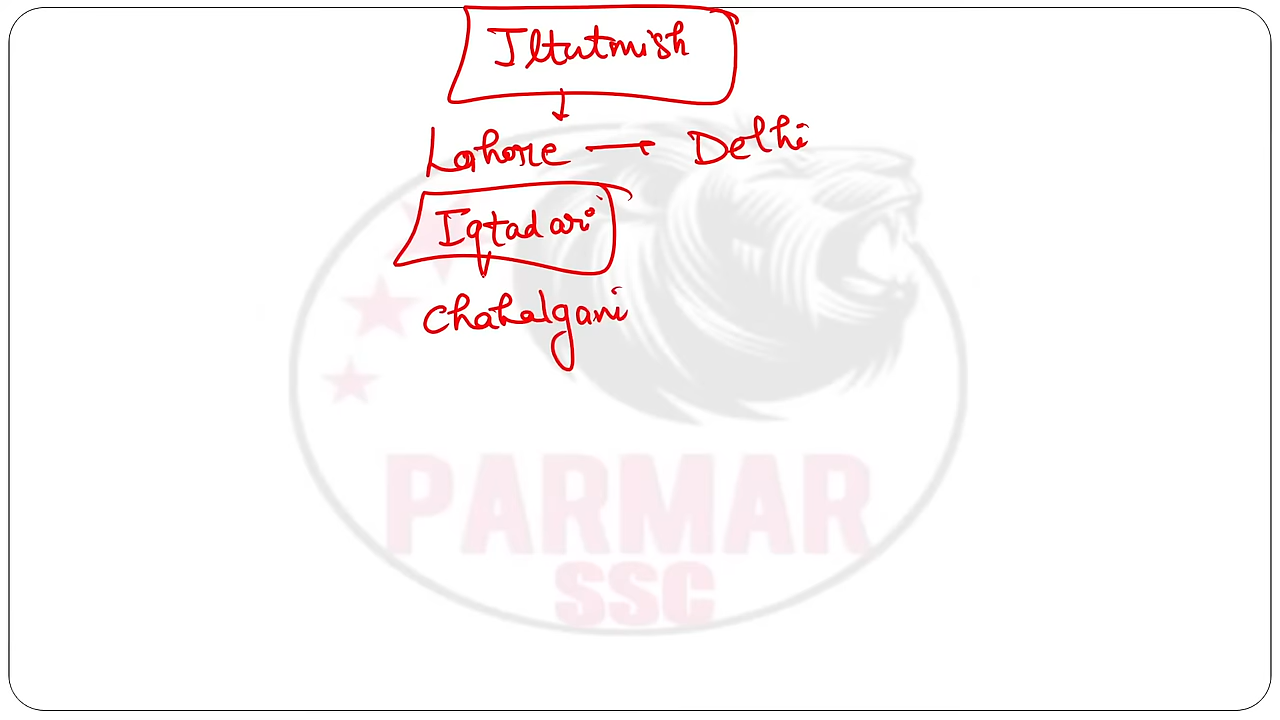 Iltutmish
Lahore → Delhi
Iqtadari
Chahalgani
PARMAR
SSC